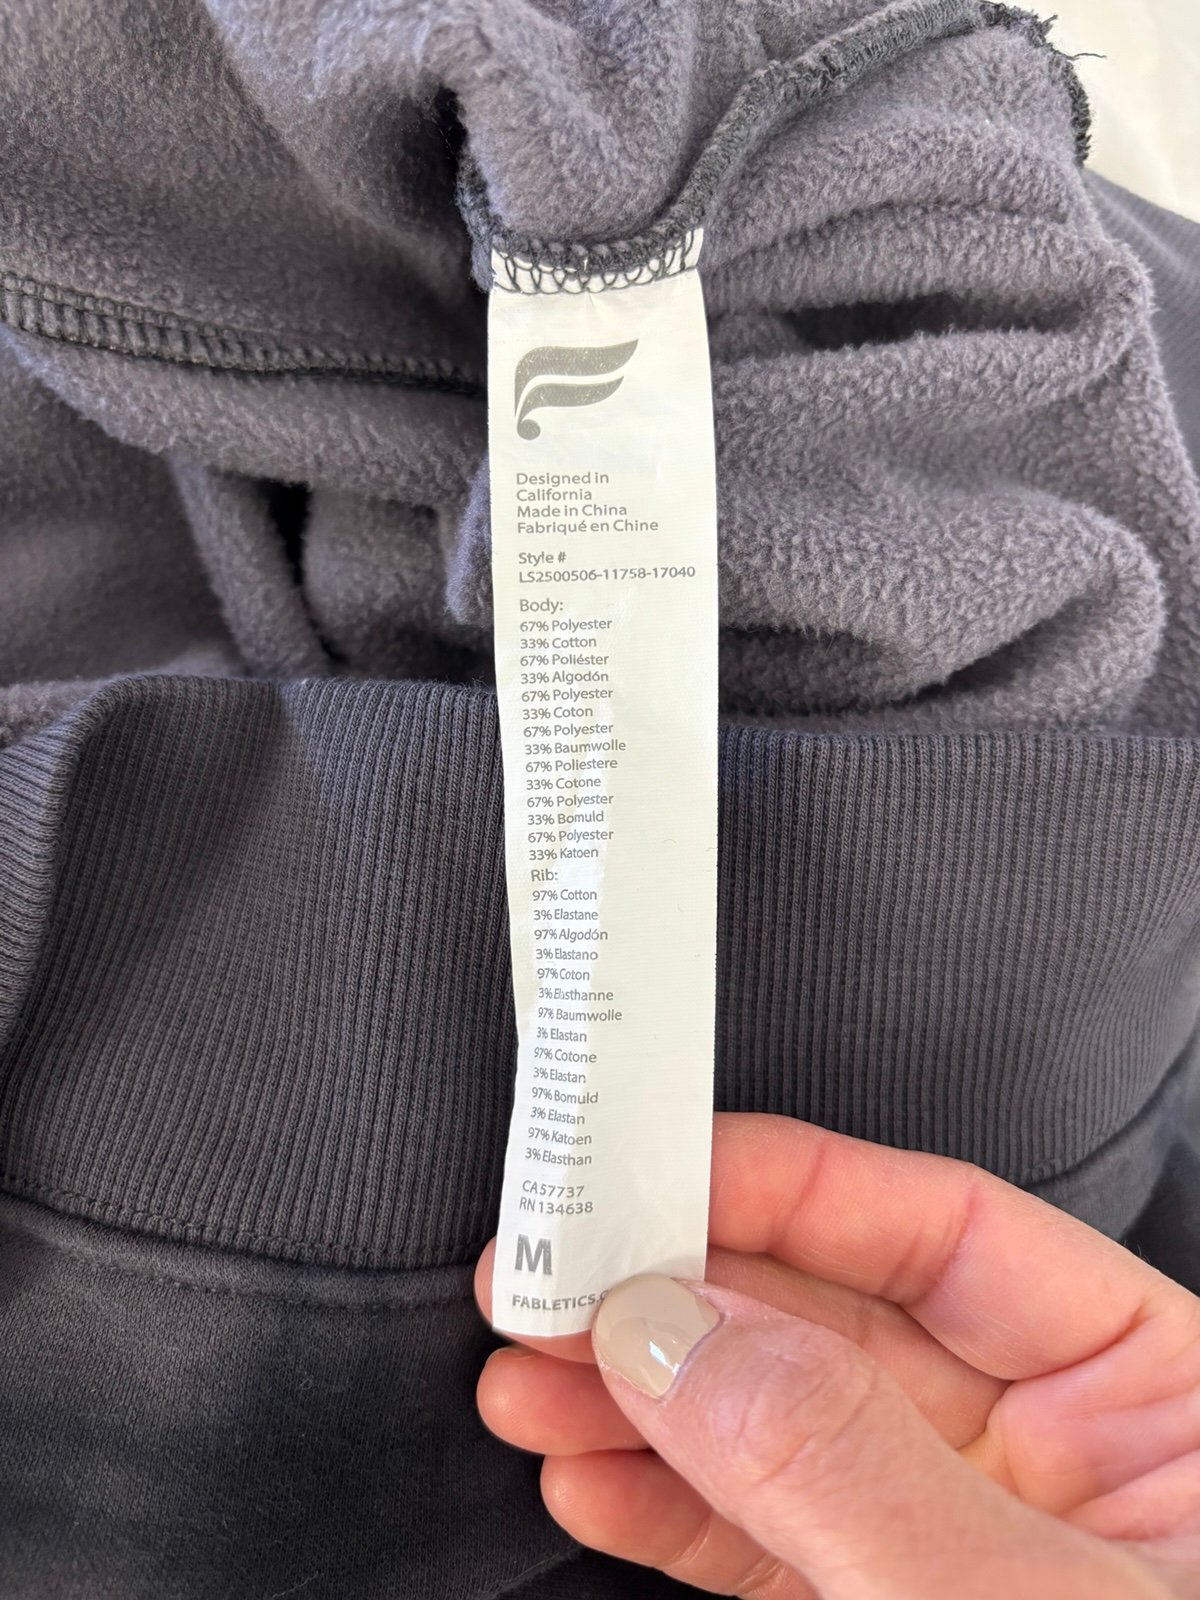 Designed in
California
Made in China
Fabriqué en Chine
Style #
LS2500506-11758-17040
Body:
67% Polyester
33% Cotton
67% Poliéster
33% Algodón
67% Polyester
33% Coton
67% Polyester
33% Baumwolle
67% Poliestere
33% Cotone
67% Polyester
33% Bomuld
67% Polyester
33% Katoen
Rib:
97% Cotton
3% Elastane
97% Algodón
3% Elastano
97% Coton
3% Elasthanne
97% Baumwolle
3% Elastan
97% Cotone
3% Elastan
97% Bomuld
3% Elastan
97% Katoen
3% Elasthan
CA57737
RN 134638
M
FABLETICS.